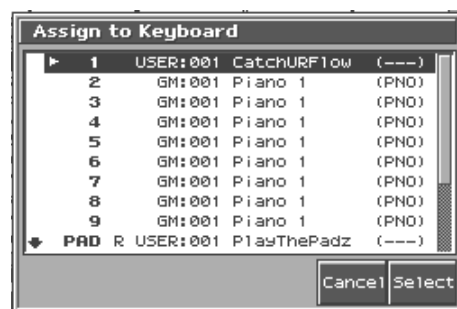 Assign to Keyboard
1 USER:001 CatchURFlow (---)
2 GM:001 Piano 1 (PNO)
3 GM:001 Piano 1 (PNO)
4 GM:001 Piano 1 (PNO)
5 GM:001 Piano 1 (PNO)
6 GM:001 Piano 1 (PNO)
7 GM:001 Piano 1 (PNO)
8 GM:001 Piano 1 (PNO)
9 GM:001 Piano 1 (PNO)
PAD R USER:001 PlayThePadz (---)
Cancel Select